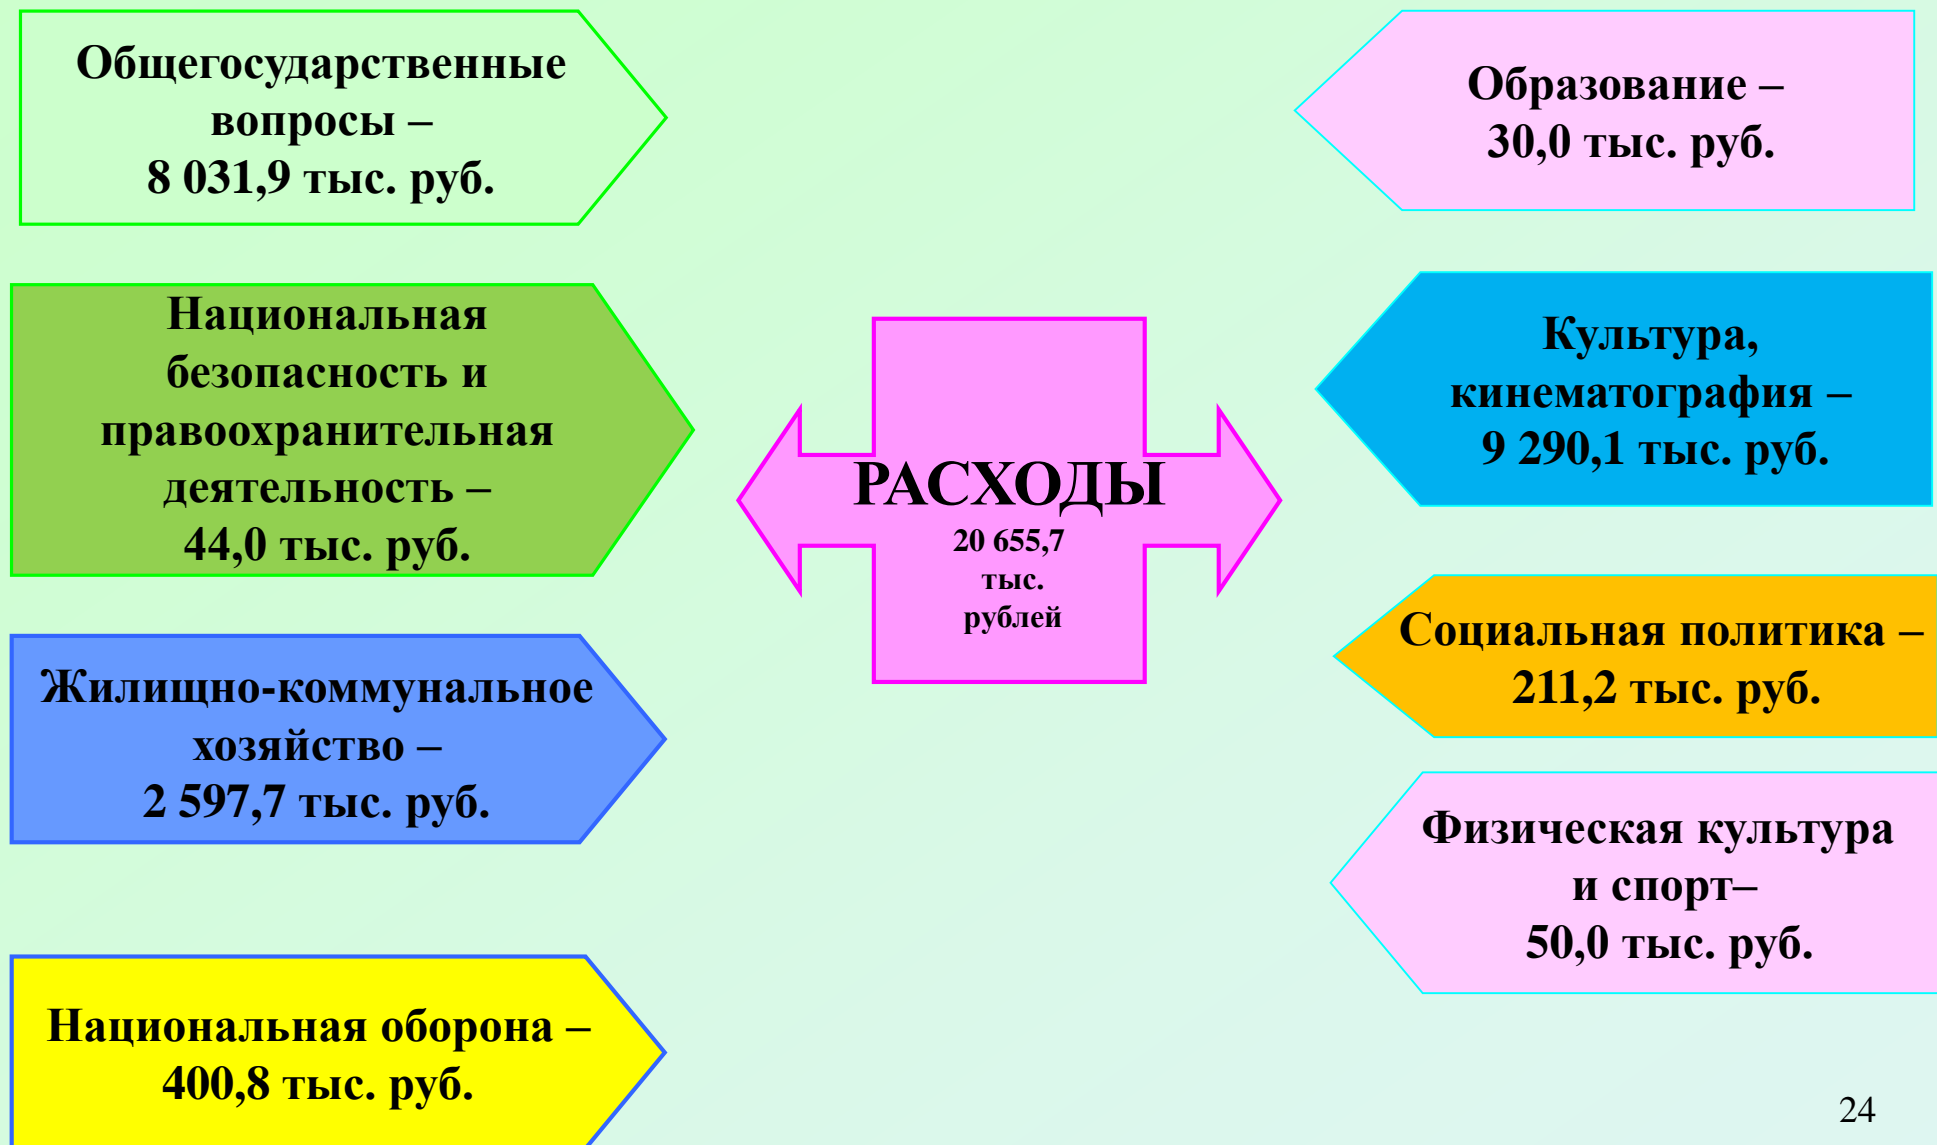 Общегосударственные
вопросы –
8 031,9 тыс. руб.
Национальная
безопасность и
правоохранительная
деятельность –
44,0 тыс. руб.
Жилищно-коммунальное
хозяйство –
2 597,7 тыс. руб.
Национальная оборона –
400,8 тыс. руб.
РАСХОДЫ
20 655,7
тыс.
рублей
Образование –
30,0 тыс. руб.
Культура,
кинематография –
9 290,1 тыс. руб.
Социальная политика –
211,2 тыс. руб.
Физическая культура
и спорт–
50,0 тыс. руб.
24